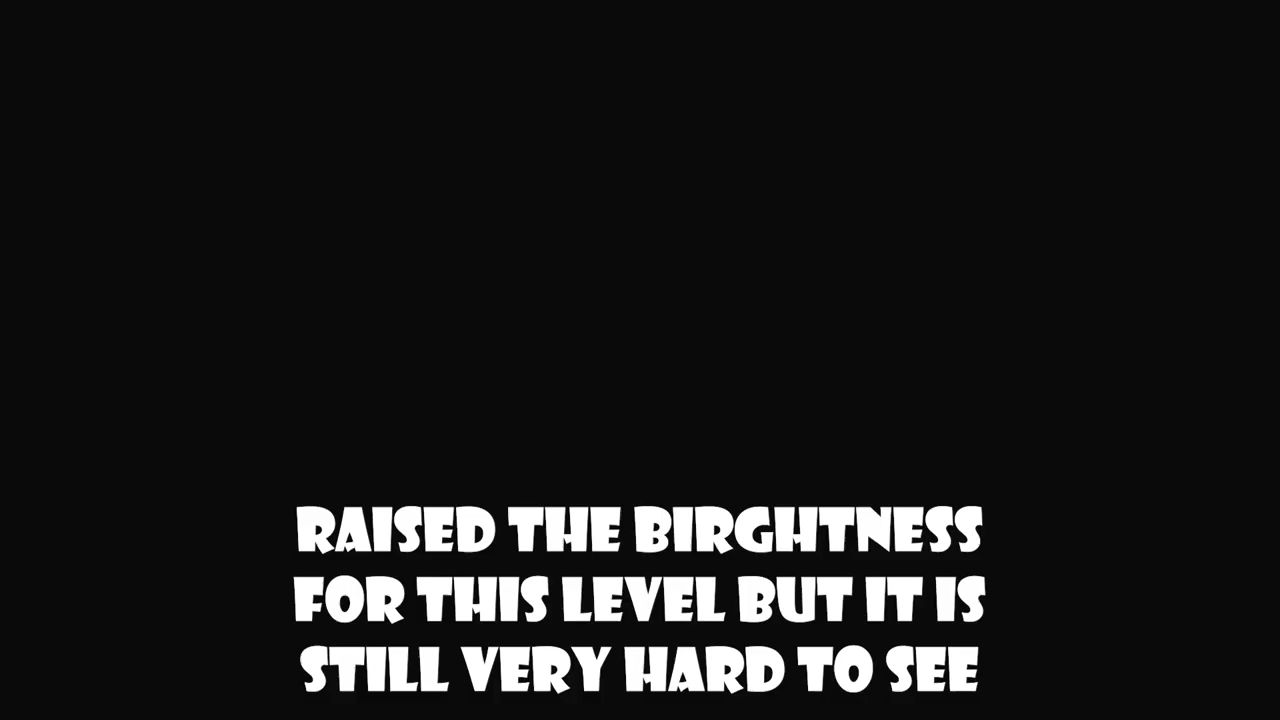 RAISED THE BIRGHTNESS
FOR THIS LEVEL BUT IT IS
STILL VERY HARD TO SEE